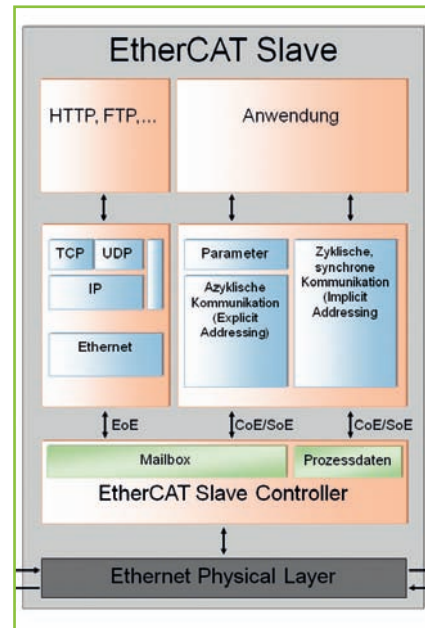 EtherCAT Slave
HTTP, FTP,...
Anwendung
TCP
UDP
IP
Ethernet
Parameter
Azyklische
Kommunikation
(Explicit
Addressing)
Zyklische,
synchrone
Kommunikation
(Implicit
Addressing
EoE
CoE/SoE
CoE/SoE
Mailbox
Prozessdaten
EtherCAT Slave Controller
Ethernet Physical Layer